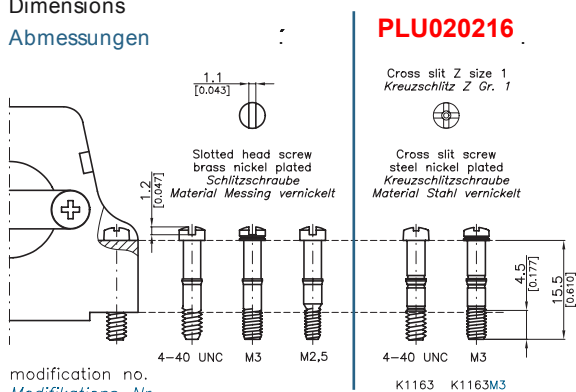 Dimensions
Abmessungen
PLU020216
1.1
[0.043]
Cross slit Z size 1
Kreuzschlitz Z Gr. 1
Slotted head screw
brass nickel plated
Schlitzschraube
Material Messing vernickelt
Cross slit screw
steel nickel plated
Kreuzschlitzschraube
Material Stahl vernickelt
1.2
[0.047]
4.5
[0.177]
15.5
[0.610]
4-40 UNC M3 M2,5
4-40 UNC M3
modification no.
Modifikations Nr.
K1163 K1163M3